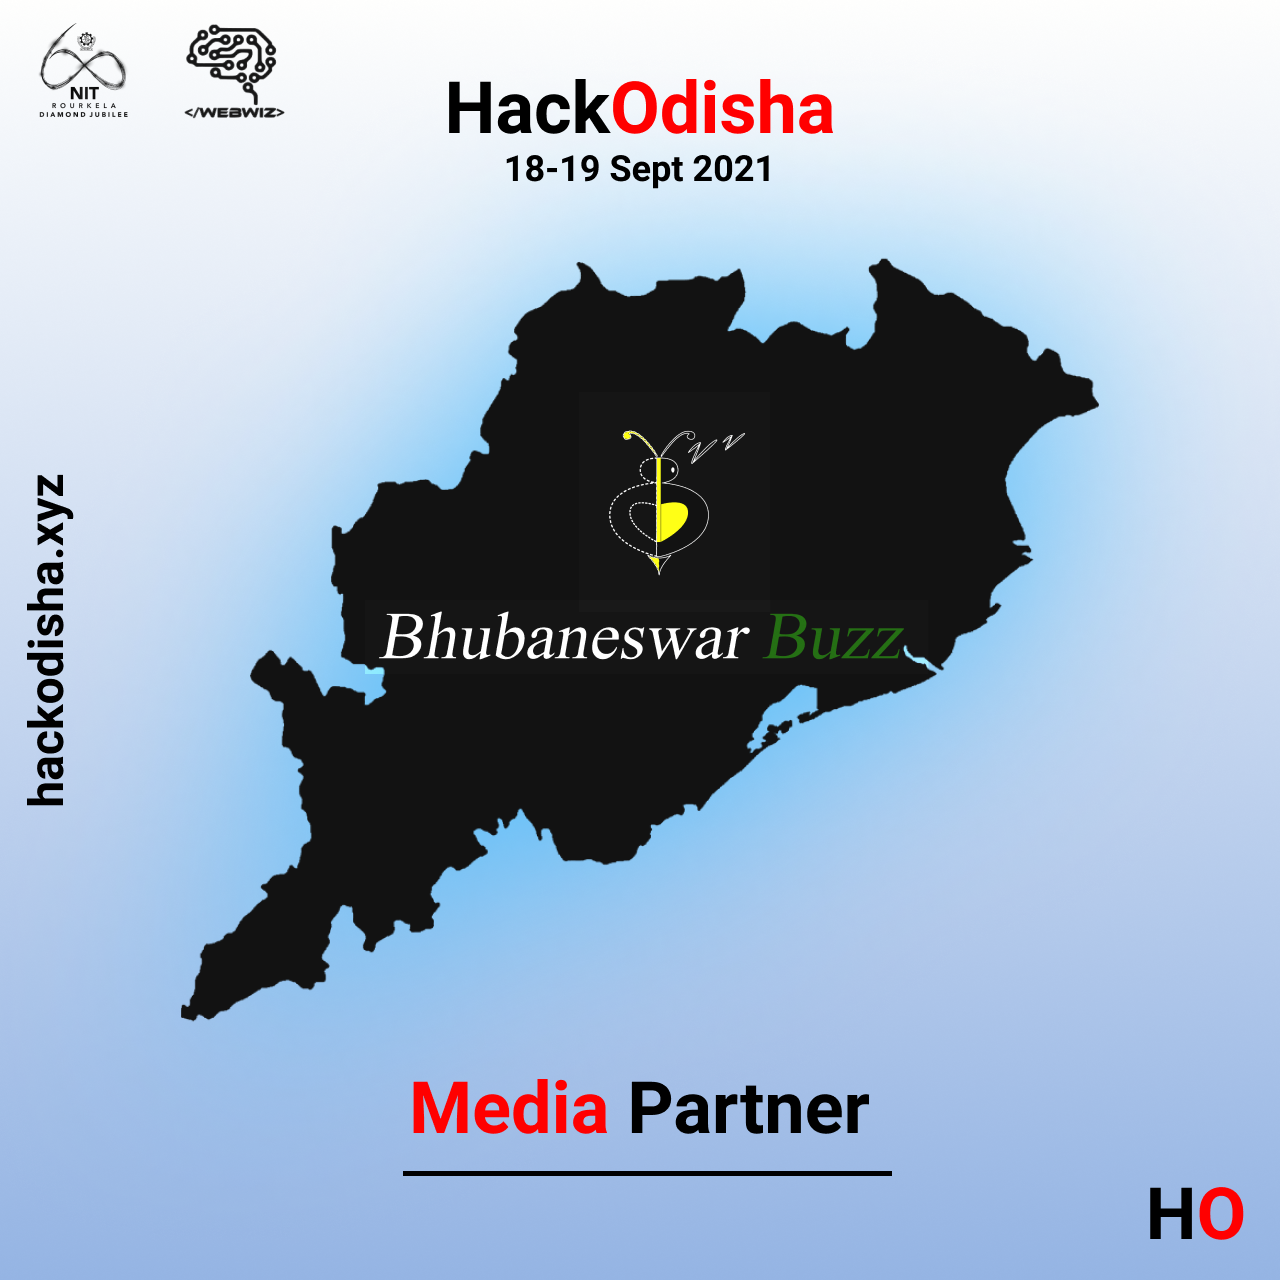 NIT
ROURKELA
DIAMOND JUBILEE
</WEBWIZ>
HackOdisha
18-19 Sept 2021
hackodisha.xyz
Bhubaneswar Buzz
Media Partner
HO